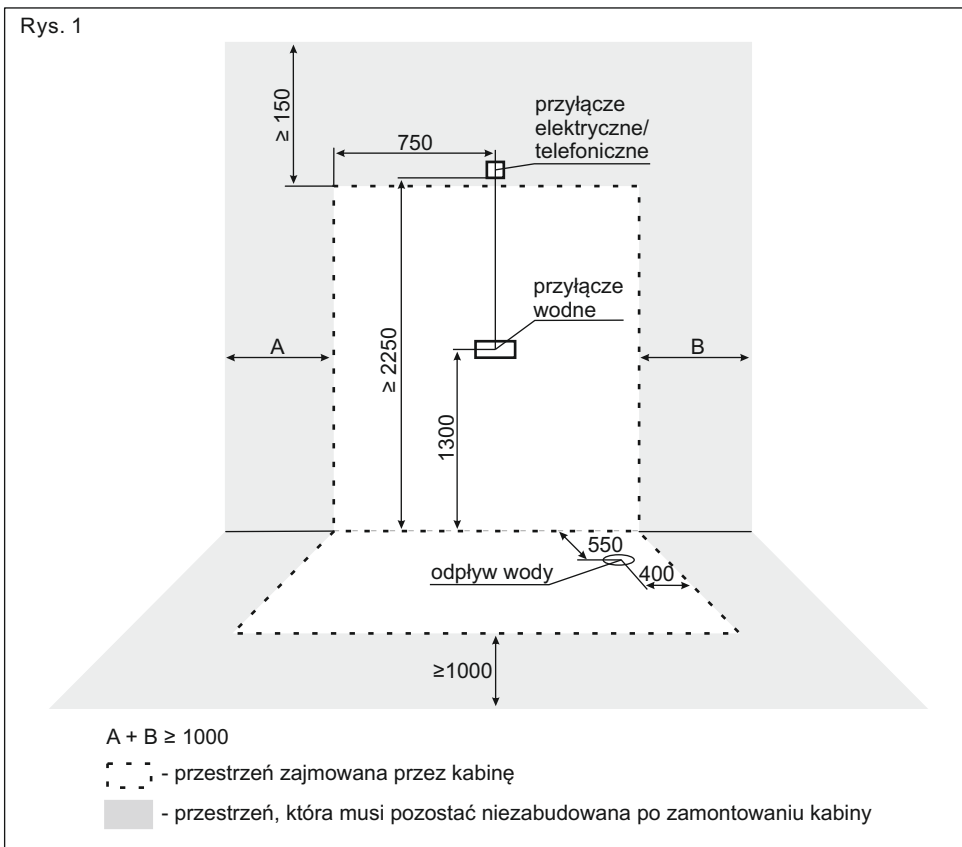 Rys. 1
≥ 150
750
przyłącze
elektryczne/
telefoniczne
≥ 2250
przyłącze
wodne
A
B
1300
550
odpływ wody
400
≥1000
A + B ≥ 1000
- przestrzeń zajmowana przez kabinę
- przestrzeń, która musi pozostać niezabudowana po zamontowaniu kabiny